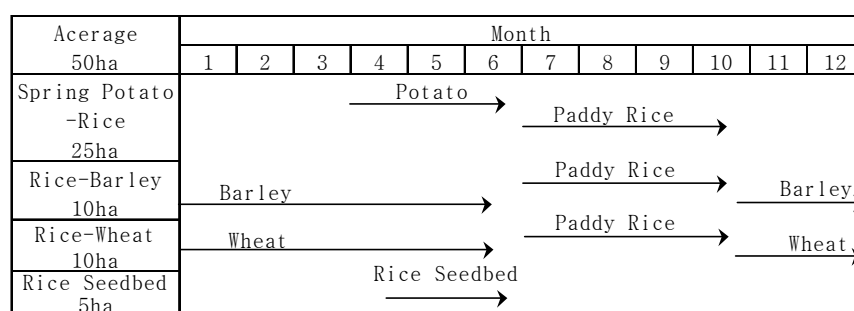 Acerage
50ha
Month
1 2 3 4 5 6 7 8 9 10 11 12
Spring Potato
-Rice
25ha
Potato
Paddy Rice
Rice-Barley
10ha
Barley
Paddy Rice
Barley
Rice-Wheat
10ha
Wheat
Paddy Rice
Wheat
Rice Seedbed
5ha
Rice Seedbed